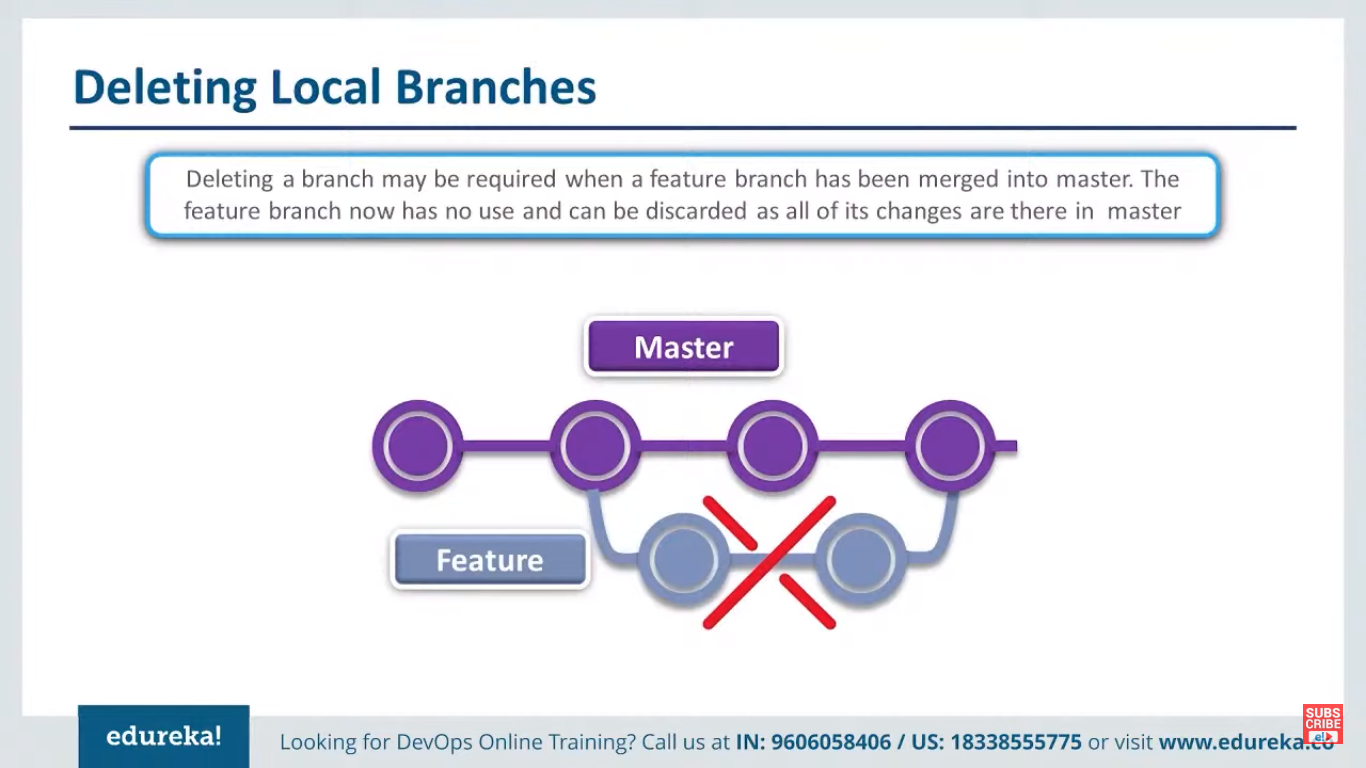 Deleting Local Branches
Deleting a branch may be required when a feature branch has been merged into master. The
feature branch now has no use and can be discarded as all of its changes are there in master
Master
Feature
edureka!
Looking for DevOps Online Training? Call us at IN: 9606058406 / US: 18338555775 or visit www.edureka.co
SUBS
CRIBE
e!